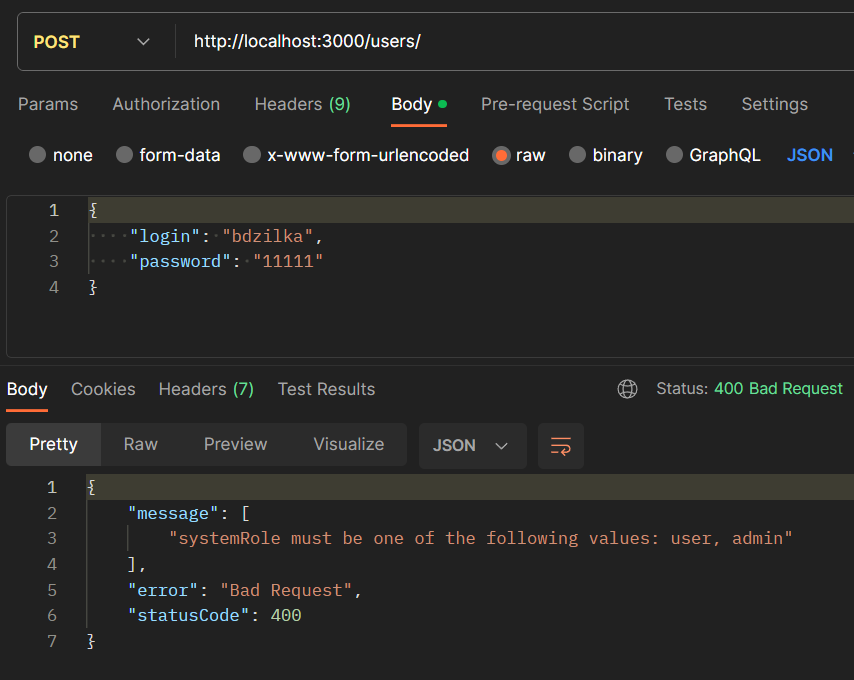 POST http://localhost:3000/users/
Params Authorization Headers (9) Body Pre-request Script Tests Settings
none form-data x-www-form-urlencoded raw binary GraphQL JSON
1 {
2 "login": "bdzilka",
3 "password": "11111"
4 }
Body Cookies Headers (7) Test Results Status: 400 Bad Request
Pretty Raw Preview Visualize JSON
1 {
2 "message": [
3 "systemRole must be one of the following values: user, admin"
4 ],
5 "error": "Bad Request",
6 "statusCode": 400
7 }